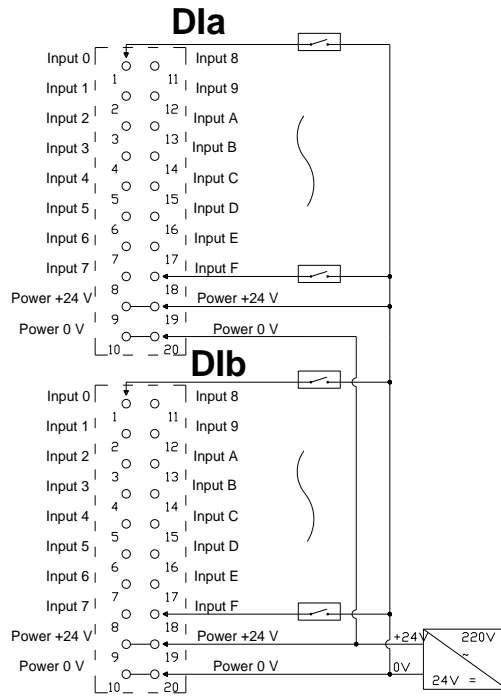 DIa
Input 0 Input 8
1 11
Input 1 Input 9
2 12
Input 2 Input A
3 13
Input 3 Input B
4 14
Input 4 Input C
5 15
Input 5 Input D
6 16
Input 6 Input E
7 17
Input 7 Input F
8 18
Power +24 V Power +24 V
9 19
Power 0 V Power 0 V
10 20
DIb
Input 0 Input 8
1 11
Input 1 Input 9
2 12
Input 2 Input A
3 13
Input 3 Input B
4 14
Input 4 Input C
5 15
Input 5 Input D
6 16
Input 6 Input E
7 17
Input 7 Input F
8 18
Power +24 V Power +24 V +24V 220V
9 19 ~
Power 0 V Power 0 V 0V 24V =
10 20